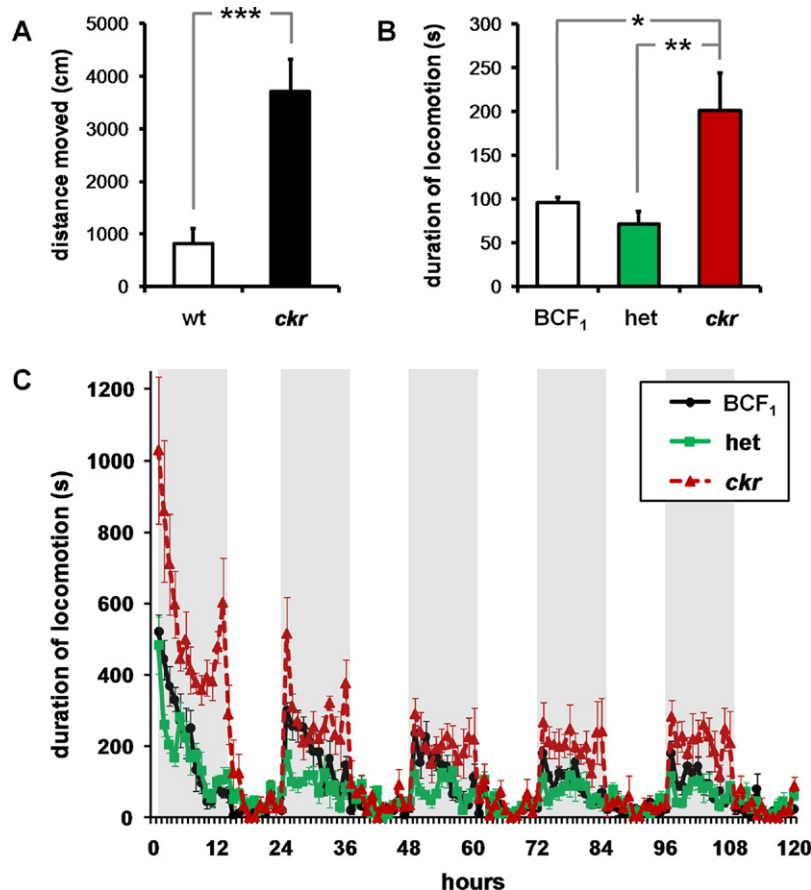 A
***
distance moved (cm)
5000
4000
3000
2000
1000
0
wt
ckr
B
*
**
duration of locomotion (s)
300
250
200
150
100
50
0
BCF₁
het
ckr
C
duration of locomotion (s)
1200
1000
800
600
400
200
0
BCF₁
het
ckr
0 12 24 36 48 60 72 84 96 108 120
hours